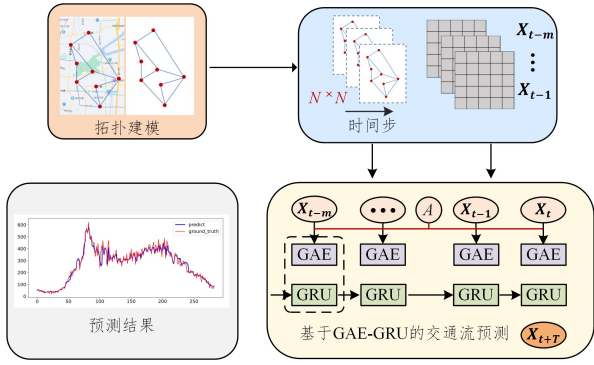 拓扑建模
N×N
时间步
X_{t-m}
⋮
X_{t-1}
predict
ground_truth
600
500
400
300
200
100
0
0 50 100 150 200 250
预测结果
X_{t-m} ••• A X_{t-1} X_t
GAE GAE GAE GAE
GRU GRU GRU GRU
基于GAE-GRU的交通流预测
X_{t+T}